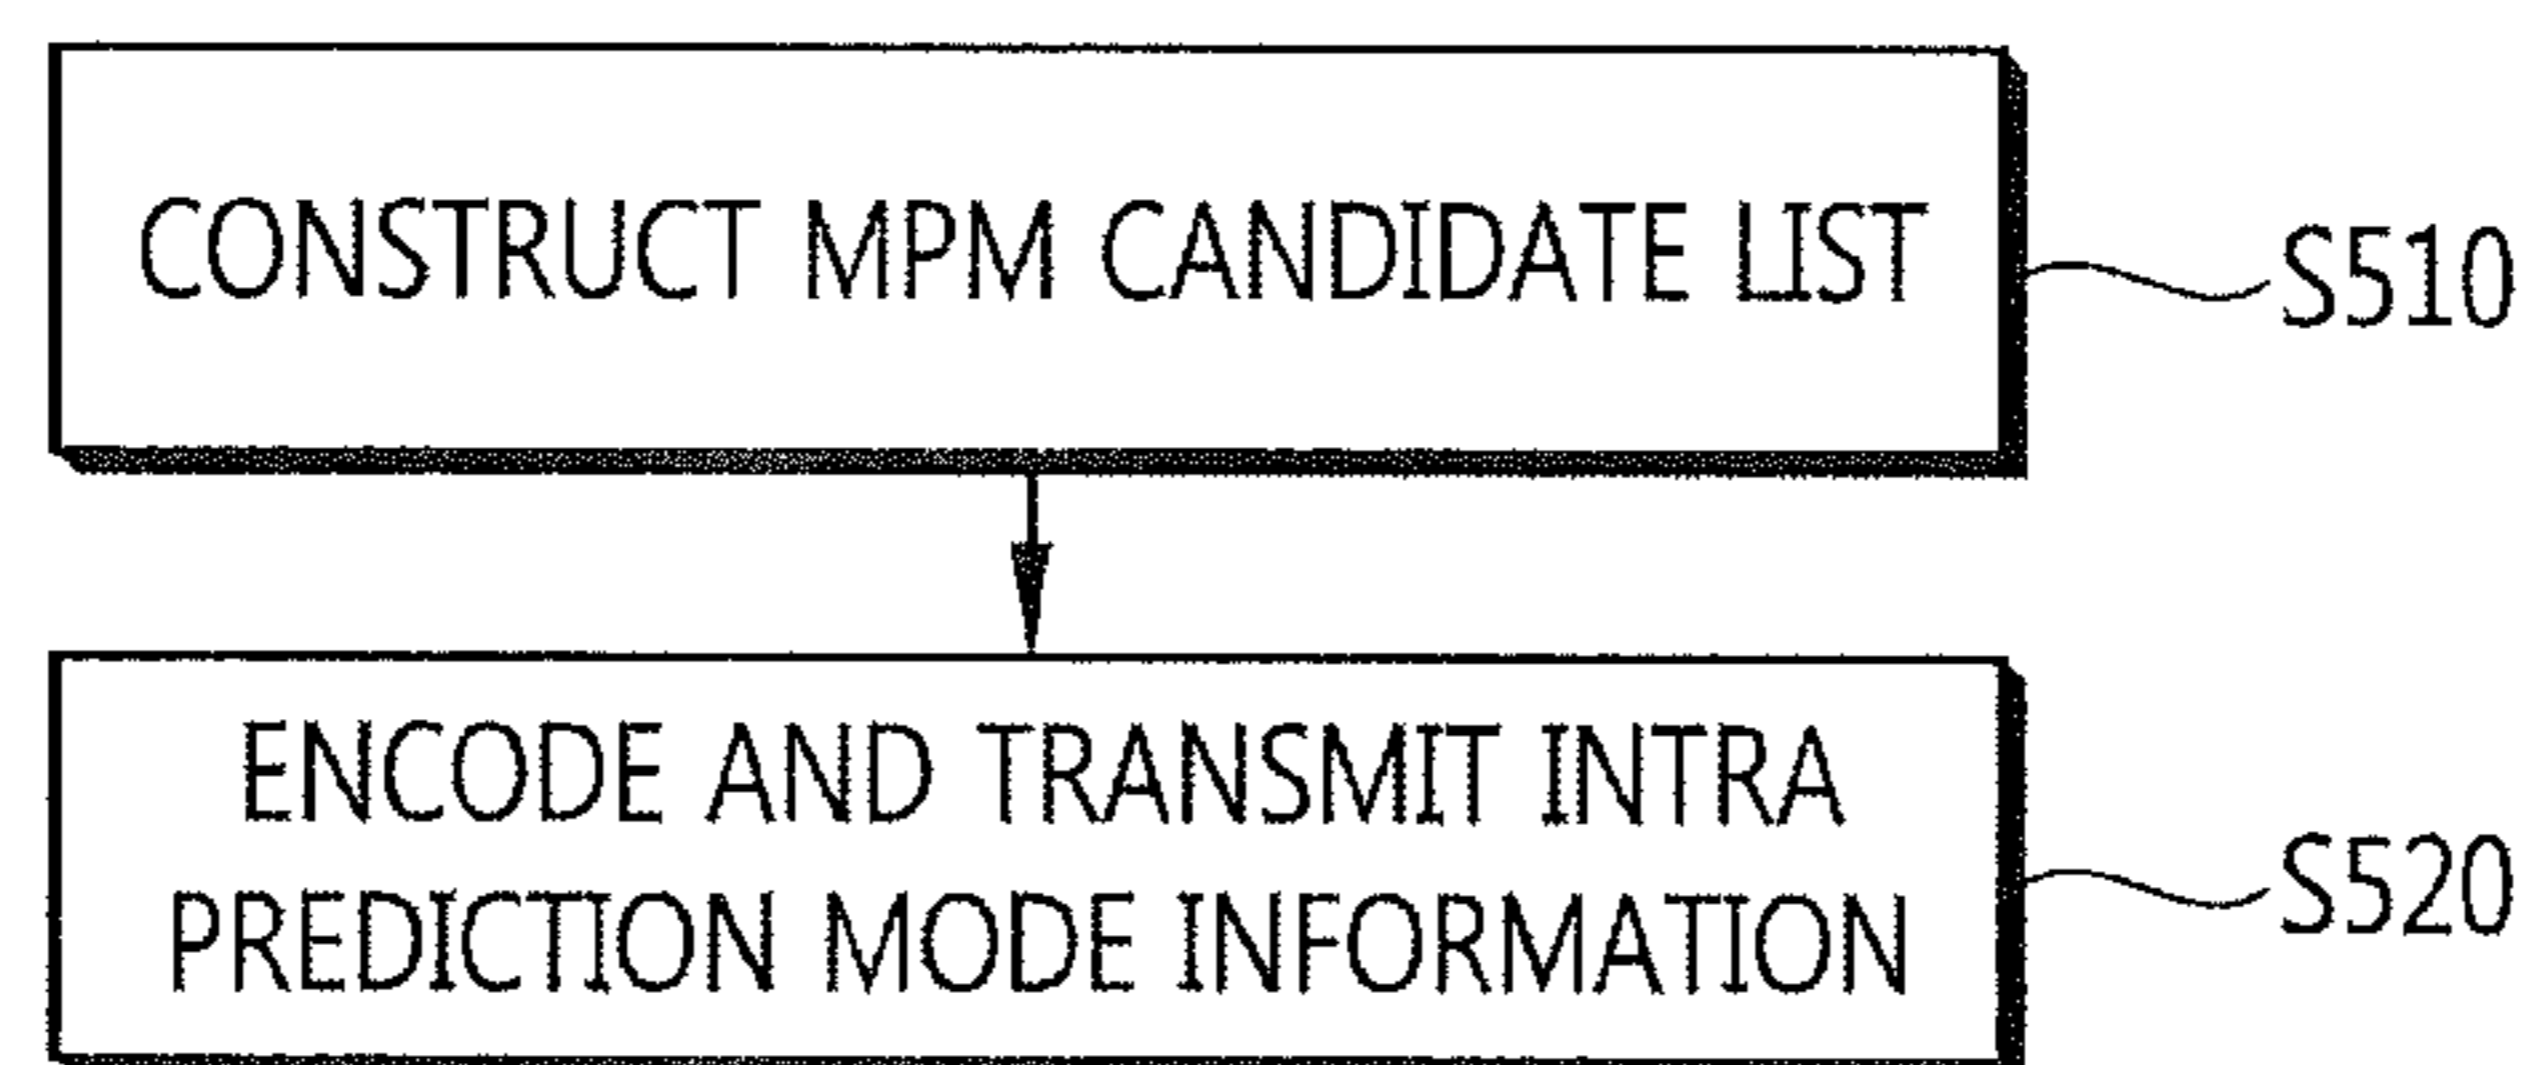 CONSTRUCT MPM CANDIDATE LIST
S510
ENCODE AND TRANSMIT INTRA
PREDICTION MODE INFORMATION
S520